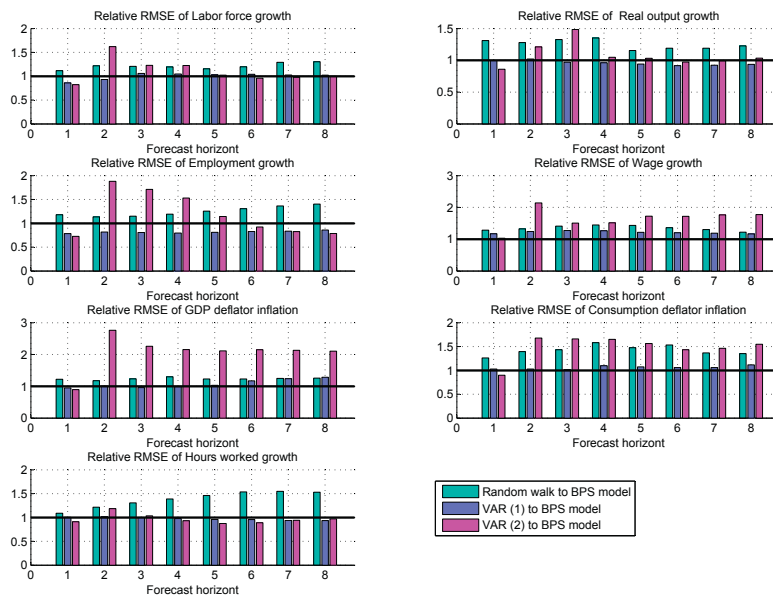 Relative RMSE of Labor force growth
2
1.5
1
0.5
0
0 1 2 3 4 5 6 7 8
Forecast horizont
Relative RMSE of Real output growth
1.5
1
0.5
0
0 1 2 3 4 5 6 7 8
Forecast horizont
Relative RMSE of Employment growth
2
1.5
1
0.5
0
0 1 2 3 4 5 6 7 8
Forecast horizont
Relative RMSE of Wage growth
3
2
1
0
0 1 2 3 4 5 6 7 8
Forecast horizont
Relative RMSE of GDP deflator inflation
3
2
1
0
0 1 2 3 4 5 6 7 8
Forecast horizont
Relative RMSE of Consumption deflator inflation
2
1.5
1
0.5
0
0 1 2 3 4 5 6 7 8
Forecast horizont
Relative RMSE of Hours worked growth
2
1.5
1
0.5
0
0 1 2 3 4 5 6 7 8
Forecast horizont
Random walk to BPS model
VAR (1) to BPS model
VAR (2) to BPS model